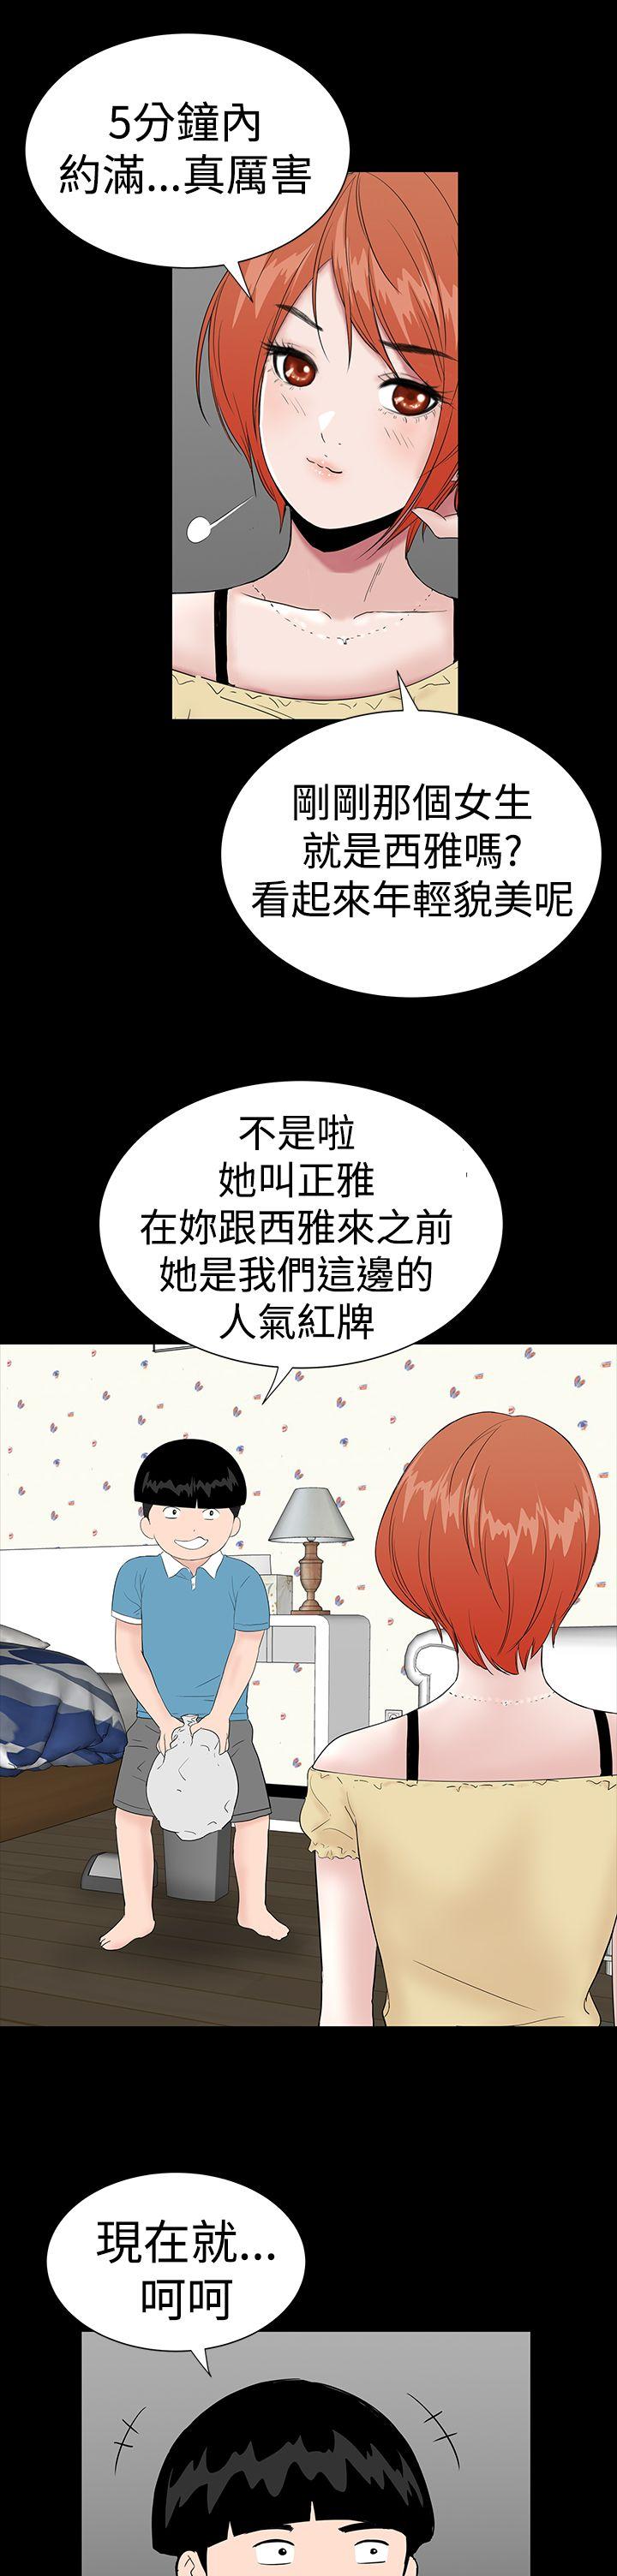 5分鐘內
約滿...真厲害
剛剛那個女生
就是西雅嗎?
看起來年輕貌美呢
不是啦
她叫正雅
在妳跟西雅來之前
她是我們這邊的
人氣紅牌
現在就...
呵呵